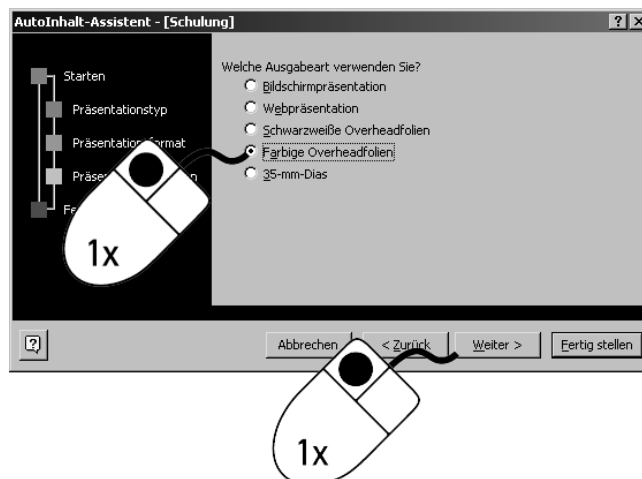 AutoInhalt-Assistent - [Schulung]
Starten
Präsentationstyp
Welche Ausgabeart verwenden Sie?
Bildschirmpräsentation
Webpräsentation
Schwarzweiße Overheadfolien
Farbige Overheadfolien
35-mm-Dias
1x
Abbrechen
< Zurück
Weiter >
Fertig stellen
1x